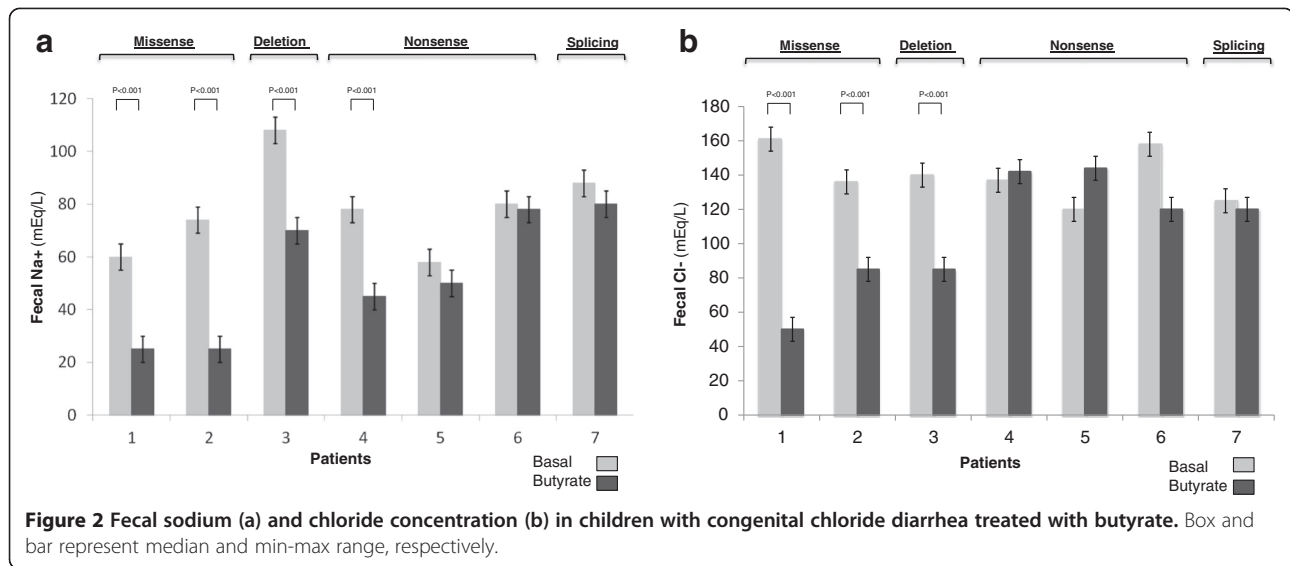 a
Missense Deletion Nonsense Splicing
P<0.001 P<0.001 P<0.001 P<0.001
Fecal Na+ (mEq/L)
120
100
80
60
40
20
0
1 2 3 4 5 6 7
Patients
Basal
Butyrate
b
Missense Deletion Nonsense Splicing
P<0.001 P<0.001 P<0.001
Fecal Cl- (mEq/L)
180
160
140
120
100
80
60
40
20
0
1 2 3 4 5 6 7
Patients
Basal
Butyrate
Figure 2 Fecal sodium (a) and chloride concentration (b) in children with congenital chloride diarrhea treated with butyrate. Box and
bar represent median and min-max range, respectively.